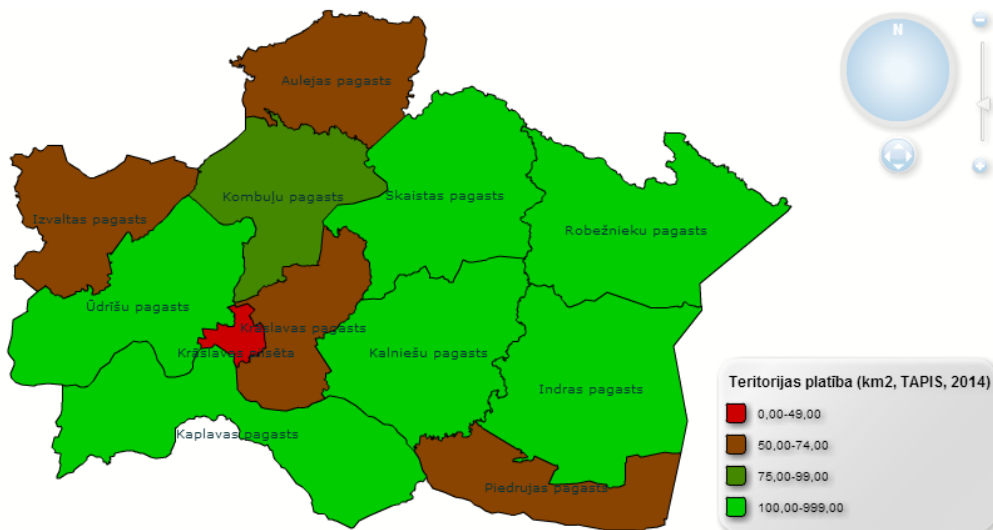 N
Aulejas pagasts
Kombuļu pagasts
Skaistas pagasts
Izvaltas pagasts
Robežnieku pagasts
Ūdrīšu pagasts
Krāslavas pagasts
Krāslavas pilsēta
Kalniešu pagasts
Indras pagasts
Kaplavas pagasts
Piedrujas pagasts
Teritorijas platība (km2, TAPIS, 2014)
0,00-49,00
50,00-74,00
75,00-99,00
100,00-999,00